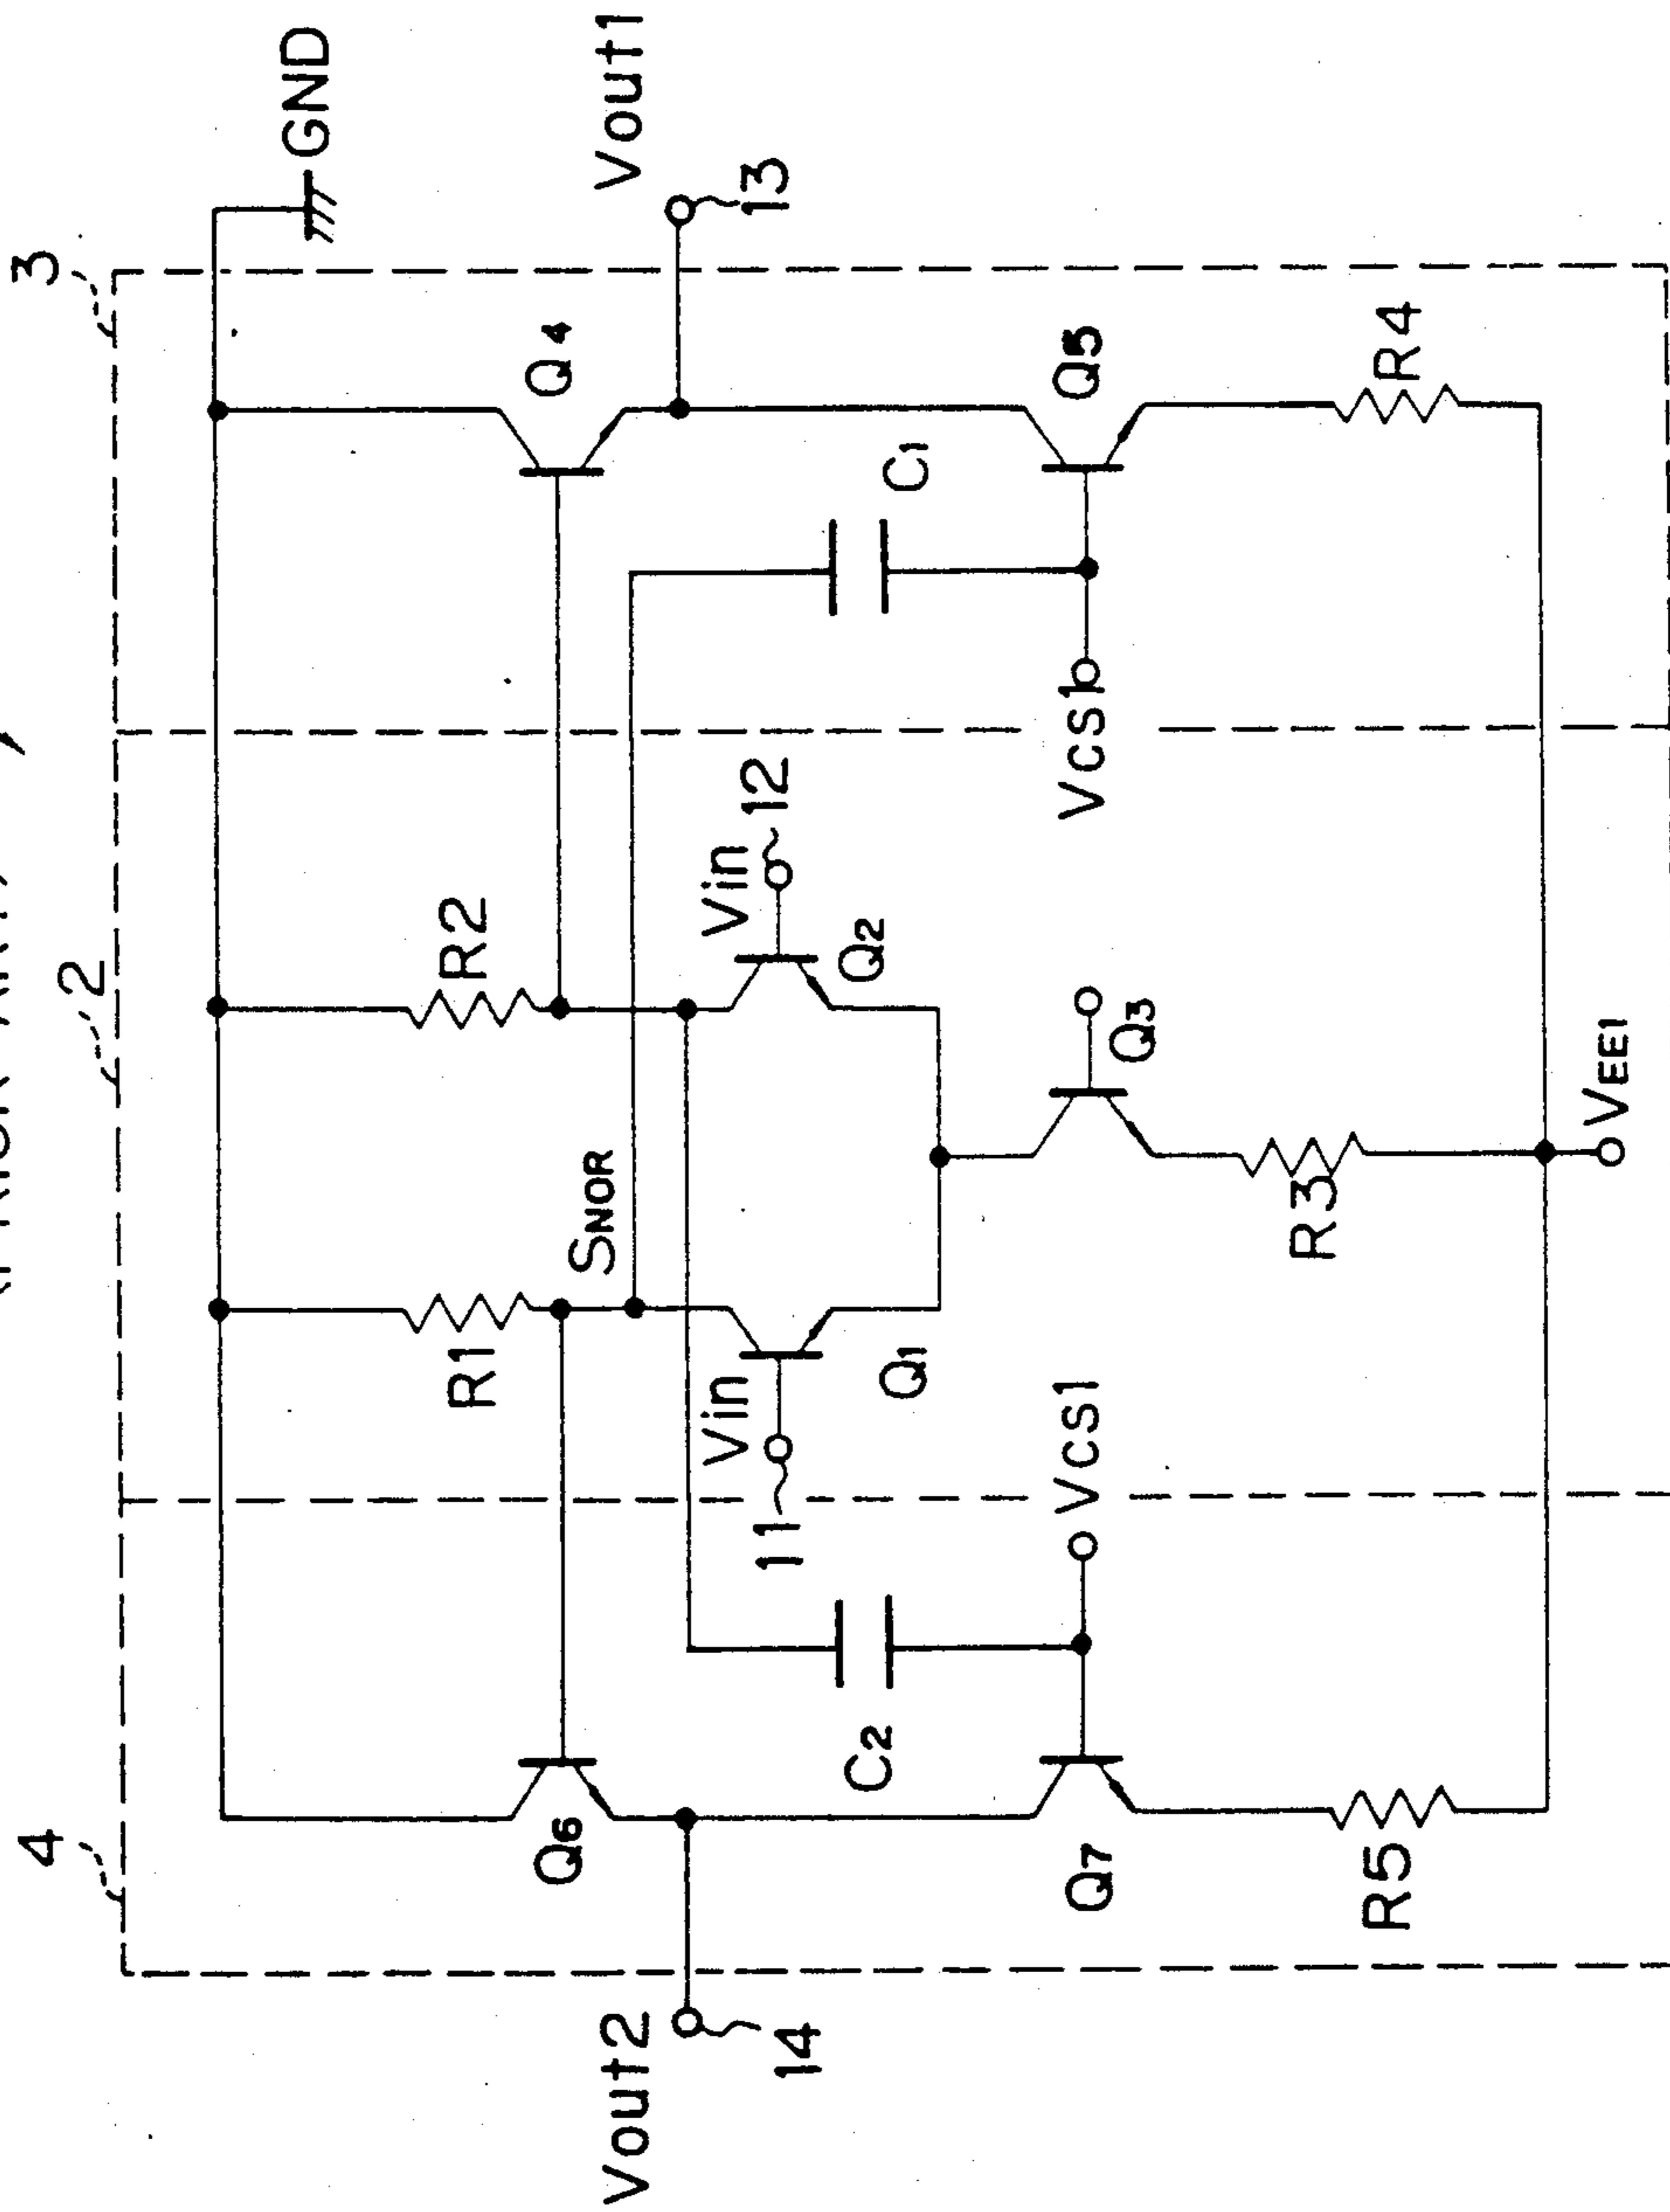 4
2
3
GND
R1
R2
Q6
SNOR
Q4
Vout2
14
Vin
11
Q1
Vin
12
Q2
Vout1
13
C2
C1
Q7
VCS1
Q3
VCS1
Q5
R5
R3
R4
VEE1